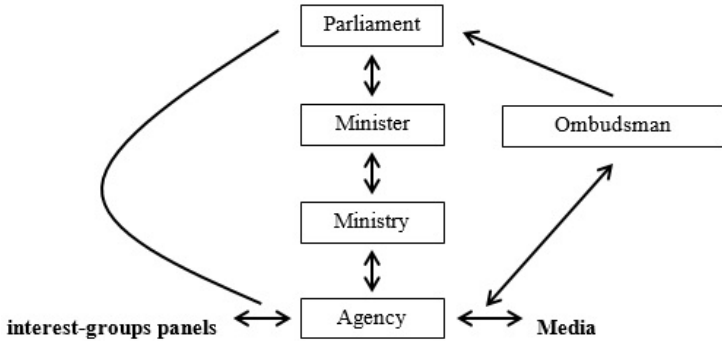 Parliament
Minister
Ombudsman
Ministry
Agency
interest-groups panels
Media